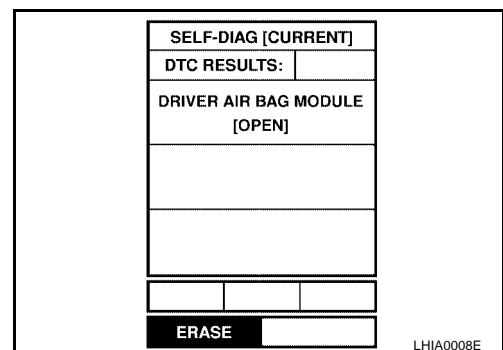 SELF-DIAG [CURRENT]
DTC RESULTS:
DRIVER AIR BAG MODULE
[OPEN]
ERASE
LHIA0008E